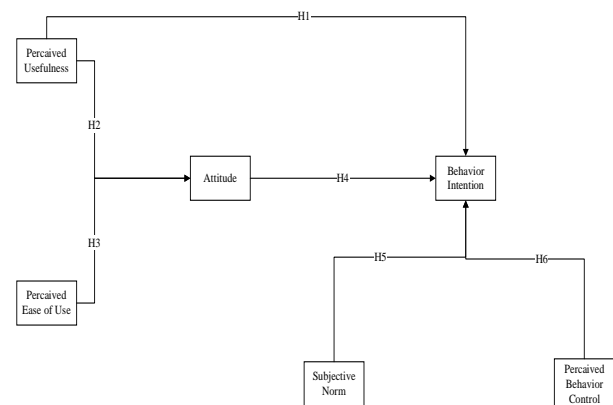 H1
Percaived
Usefulness
H2
Attitude
H4
Behavior
Intention
H3
H5
H6
Percaived
Ease of Use
Subjective
Norm
Percaived
Behavior
Control